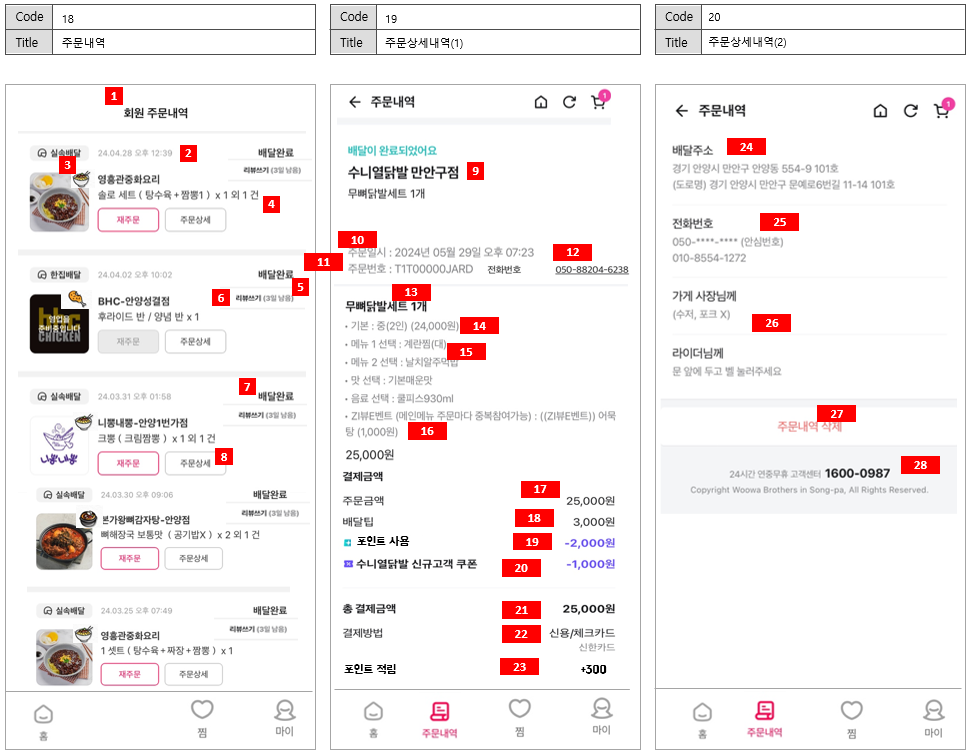 Code 18
Title 주문내역
1
회원 주문내역
실속배달 24.04.28 오후 12:39 2 배달완료
3 리뷰쓰기 (3일 남음)
영흥관중화요리
솔로 세트 ( 탕수육 + 짬뽕1 ) x 1 외 1 건 4
재주문 주문상세
한집배달 24.04.02 오후 10:02 배달완료
5
6 리뷰쓰기 (3일 남음)
BHC-안양성결점
후라이드 반 / 양념 반 x 1
영업을
준비중입니다
bhc
CHICKEN
재주문 주문상세
7
실속배달 24.03.31 오후 01:58 배달완료
리뷰쓰기 (3일 남음)
니뽕내뽕-안양1번가점
크뽕 ( 크림짬뽕 ) x 1 외 1 건
니뽕내뽕
재주문 주문상세 8
실속배달 24.03.30 오후 09:06 배달완료
리뷰쓰기 (3일 남음)
본가왕뼈감자탕-안양점
뼈해장국 보통맛 ( 공기밥X ) x 2 외 1 건
재주문 주문상세
실속배달 24.03.25 오후 07:49 배달완료
리뷰쓰기 (3일 남음)
영흥관중화요리
1 셋트 ( 탕수육 + 짜장 + 짬뽕 ) x 1
재주문 주문상세
홈 찜 마이
Code 19
Title 주문상세내역(1)
주문내역 1
배달이 완료되었어요
수니열닭발 만안구점 9
무뼈닭발세트 1개
10
주문일시 : 2024년 05월 29일 오후 07:23 12
11 주문번호 : T1T00000JARD 전화번호 050-88204-6238
13
무뼈닭발세트 1개
• 기본 : 중(2인) (24,000원) 14
• 메뉴 1 선택 : 계란찜(대) 15
• 메뉴 2 선택 : 날치알주먹밥
• 맛 선택 : 기본매운맛
• 음료 선택 : 쿨피스930ml
• ZI뷰E벤트 (메인메뉴 주문마다 중복참여가능) : ((ZI뷰E벤트)) 어묵
탕 (1,000원) 16
25,000원
결제금액
주문금액 17 25,000원
배달팁 18 3,000원
포인트 사용 19 -2,000원
수니열닭발 신규고객 쿠폰 20 -1,000원
총 결제금액 21 25,000원
결제방법 22 신용/체크카드
신한카드
포인트 적림 23 +300
홈 주문내역 찜 마이
Code 20
Title 주문상세내역(2)
주문내역 1
배달주소 24
경기 안양시 만안구 안양동 554-9 101호
(도로명) 경기 안양시 만안구 문예로6번길 11-14 101호
전화번호 25
050-****-**** (안심번호)
010-8554-1272
가게 사장님께
(수저, 포크 X) 26
라이더님께
문 앞에 두고 벨 눌러주세요
27
주문내역 삭제
24시간 연중무휴 고객센터 1600-0987 28
Copyright Woowa Brothers in Song-pa, All Rights Reserved.
홈 주문내역 찜 마이